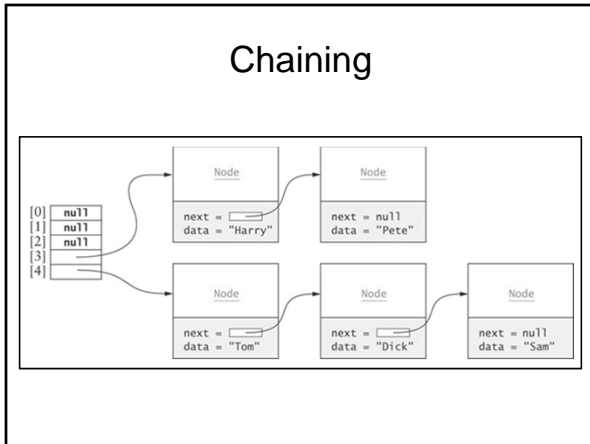 Chaining
Node
Node
[0] null
[1] null
[2] null
[3]
[4]
next =
data = "Harry"
next = null
data = "Pete"
Node
Node
Node
next =
data = "Tom"
next =
data = "Dick"
next = null
data = "Sam"